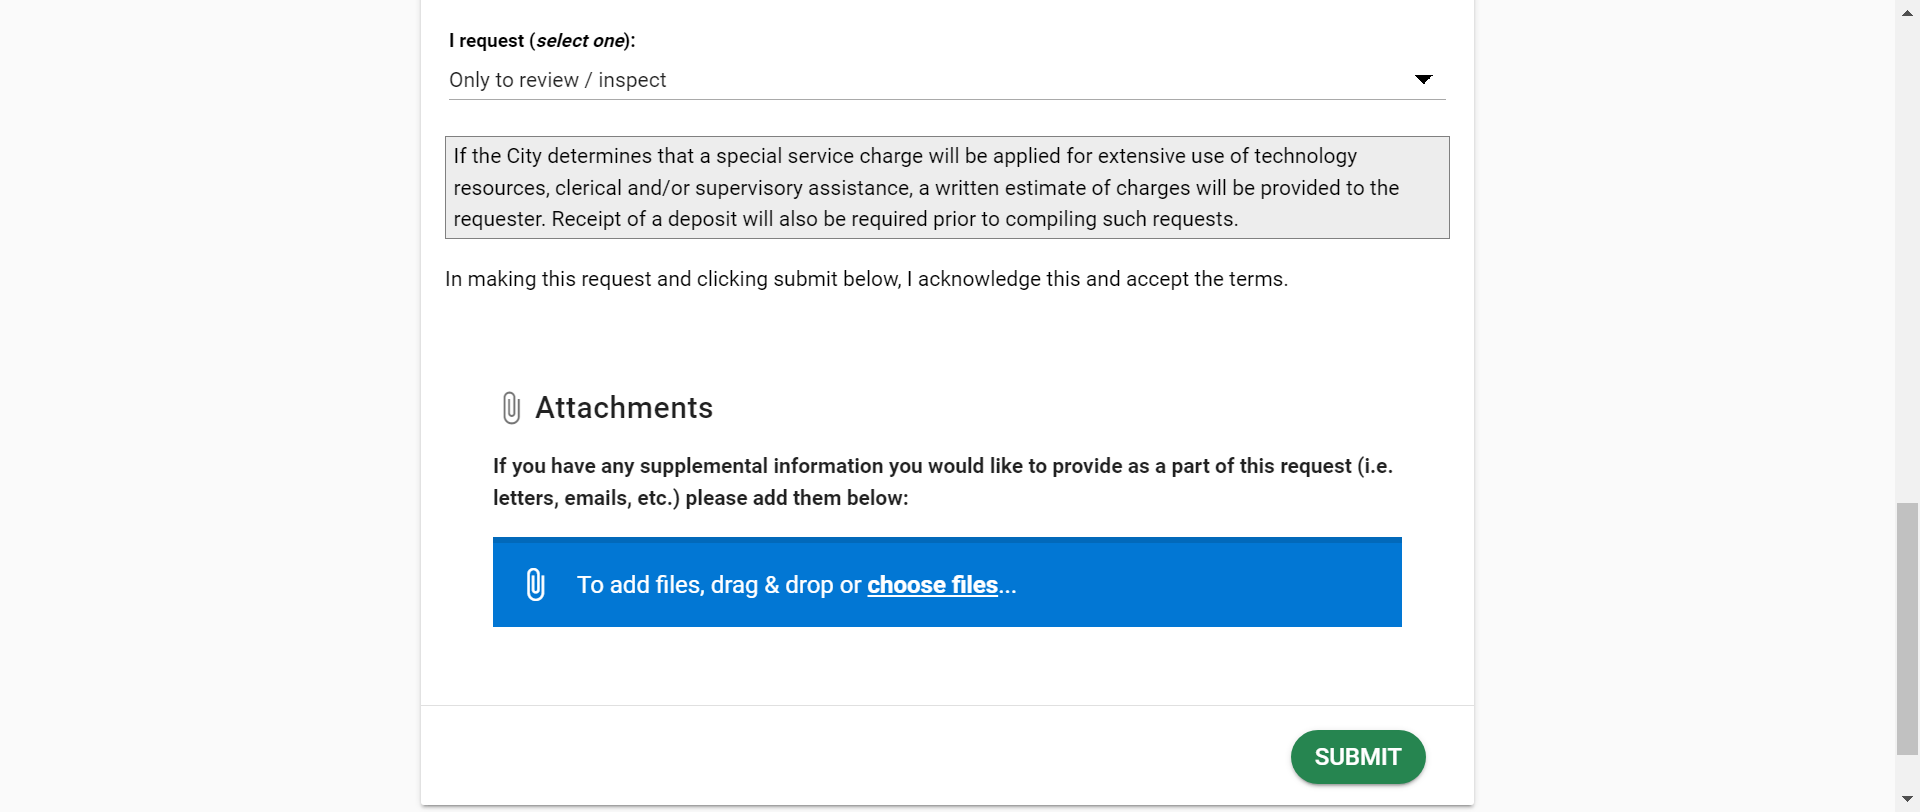 I request (select one):
Only to review / inspect
If the City determines that a special service charge will be applied for extensive use of technology
resources, clerical and/or supervisory assistance, a written estimate of charges will be provided to the
requester. Receipt of a deposit will also be required prior to compiling such requests.
In making this request and clicking submit below, I acknowledge this and accept the terms.
Attachments
If you have any supplemental information you would like to provide as a part of this request (i.e.
letters, emails, etc.) please add them below:
To add files, drag & drop or choose files...
SUBMIT